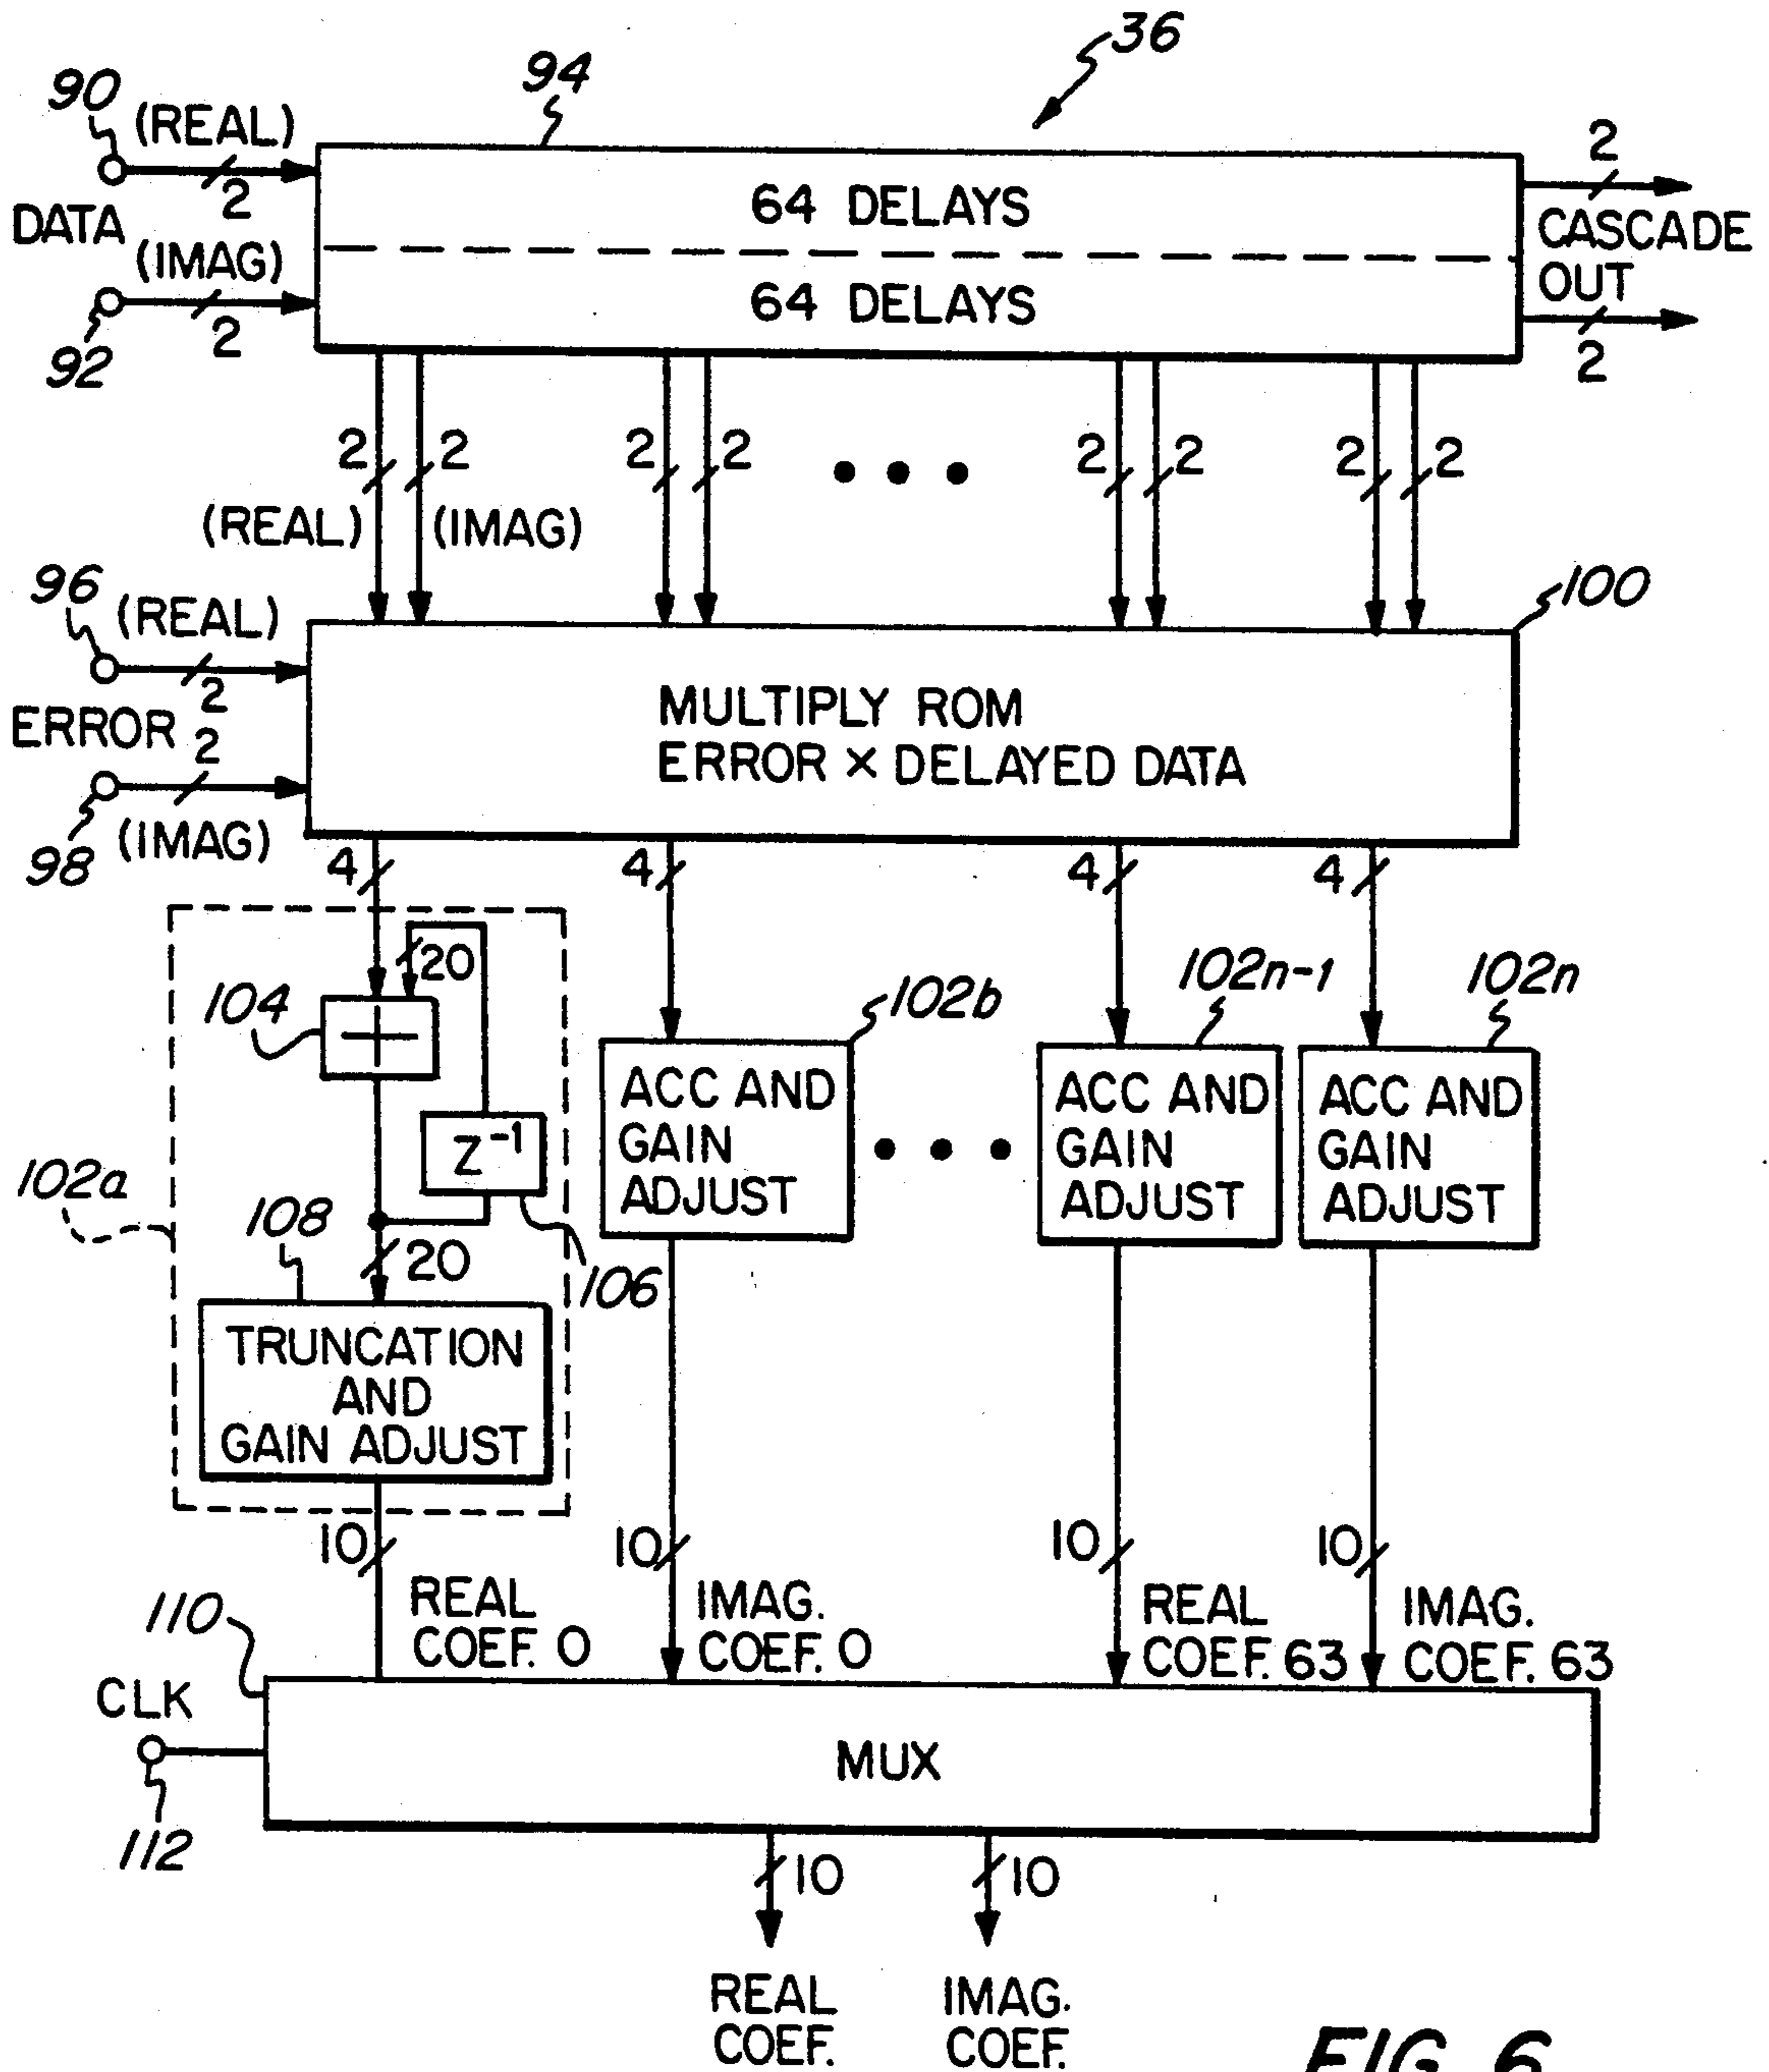 36
94
90
(REAL)
2
DATA
(IMAG)
2
92
64 DELAYS
64 DELAYS
2
CASCADE
OUT
2
2 2 2 2 2 2 2 2
(REAL) (IMAG)
96
(REAL)
2
ERROR
2
98 (IMAG)
100
MULTIPLY ROM
ERROR × DELAYED DATA
4 4 4 4
20
104
102b
102n-1
102n
Z⁻¹
102a
108
20
106
TRUNCATION
AND
GAIN ADJUST
ACC AND
GAIN
ADJUST
ACC AND
GAIN
ADJUST
ACC AND
GAIN
ADJUST
10 10 10 10
REAL
COEF. 0
IMAG.
COEF. 0
REAL
COEF. 63
IMAG.
COEF. 63
110
CLK
112
MUX
10 10
REAL
COEF.
IMAG.
COEF.
FIG. 6